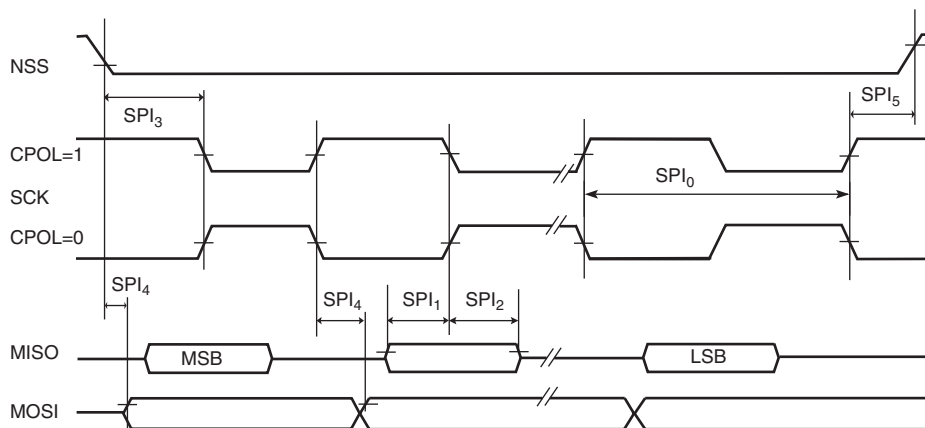 NSS
SPI₃
SPI₅
CPOL=1
SCK
SPI₀
CPOL=0
SPI₄
SPI₄
SPI₁
SPI₂
MISO
MSB
LSB
MOSI